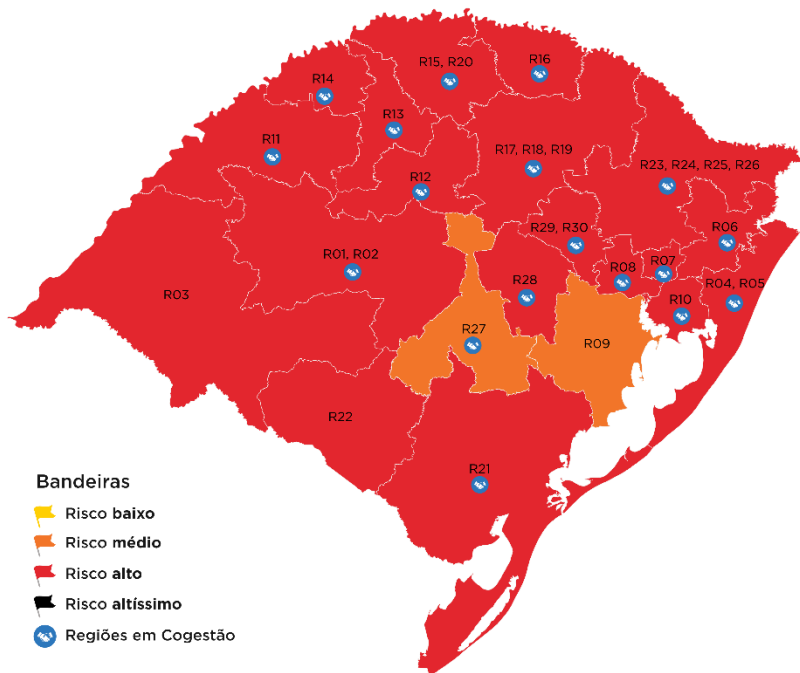 R16
R15, R20
R14
R13
R11
R17, R18, R19
R23, R24, R25, R26
R12
R29, R30
R06
R01, R02
R07
R08
R28
R04, R05
R03
R10
R27
R09
R22
R21
Bandeiras
Risco baixo
Risco médio
Risco alto
Risco altíssimo
Regiões em Cogestão